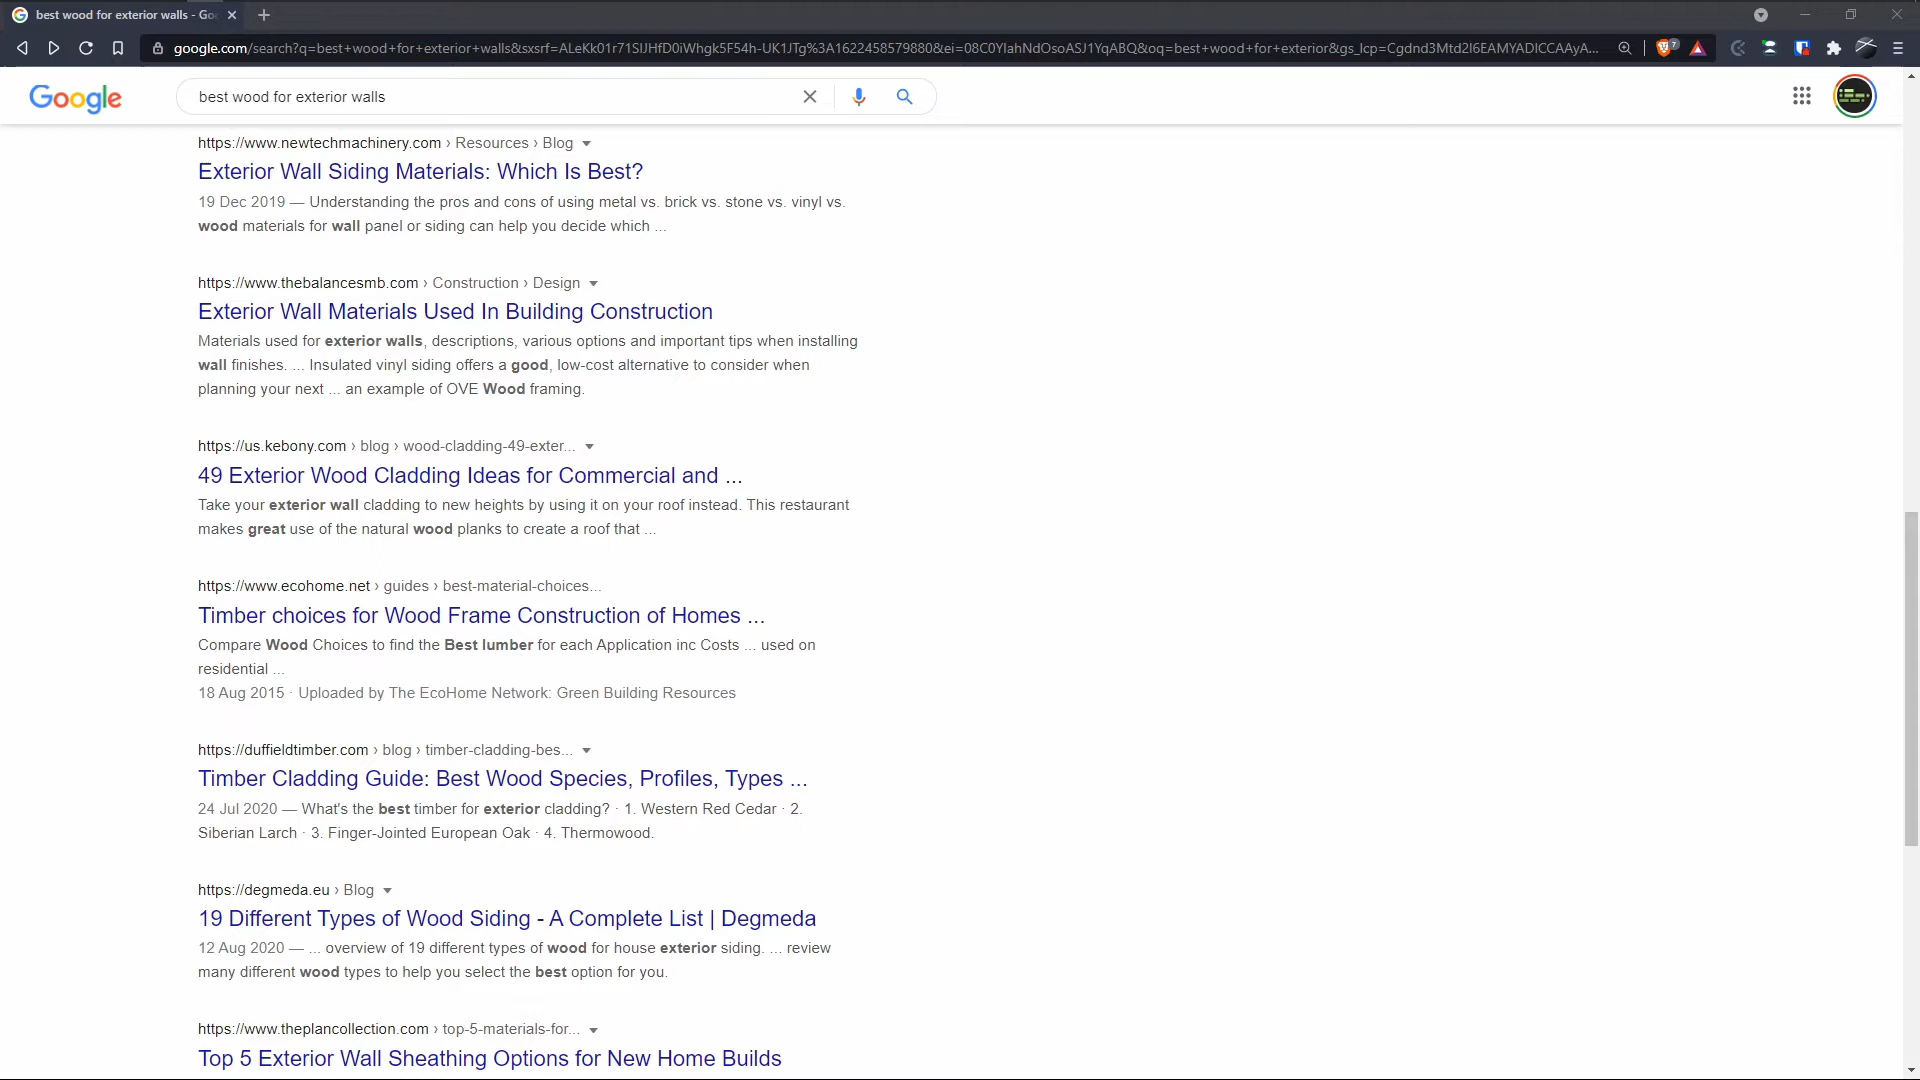 best wood for exterior walls - Goo
google.com/search?q=best+wood+for+exterior+walls&sxsrf=ALeKk01r71SIJHfD0iWhgk5F54h-UK1JTg%3A1622458579880&ei=08C0YIahNdOsoASJ1YqABQ&oq=best+wood+for+exterior&gs_lcp=Cgdnd3Mtd2l6EAMYADICCAAyA...
7
Google
best wood for exterior walls
https://www.newtechmachinery.com › Resources › Blog
Exterior Wall Siding Materials: Which Is Best?
19 Dec 2019 — Understanding the pros and cons of using metal vs. brick vs. stone vs. vinyl vs.
wood materials for wall panel or siding can help you decide which ...
https://www.thebalancesmb.com › Construction › Design
Exterior Wall Materials Used In Building Construction
Materials used for exterior walls, descriptions, various options and important tips when installing
wall finishes. ... Insulated vinyl siding offers a good, low-cost alternative to consider when
planning your next ... an example of OVE Wood framing.
https://us.kebony.com › blog › wood-cladding-49-exter...
49 Exterior Wood Cladding Ideas for Commercial and ...
Take your exterior wall cladding to new heights by using it on your roof instead. This restaurant
makes great use of the natural wood planks to create a roof that ...
https://www.ecohome.net › guides › best-material-choices...
Timber choices for Wood Frame Construction of Homes ...
Compare Wood Choices to find the Best lumber for each Application inc Costs ... used on
residential ...
18 Aug 2015 · Uploaded by The EcoHome Network: Green Building Resources
https://duffieldtimber.com › blog › timber-cladding-bes...
Timber Cladding Guide: Best Wood Species, Profiles, Types ...
24 Jul 2020 — What's the best timber for exterior cladding? · 1. Western Red Cedar · 2.
Siberian Larch · 3. Finger-Jointed European Oak · 4. Thermowood.
https://degmeda.eu › Blog
19 Different Types of Wood Siding - A Complete List | Degmeda
12 Aug 2020 — ... overview of 19 different types of wood for house exterior siding. ... review
many different wood types to help you select the best option for you.
https://www.theplancollection.com › top-5-materials-for...
Top 5 Exterior Wall Sheathing Options for New Home Builds